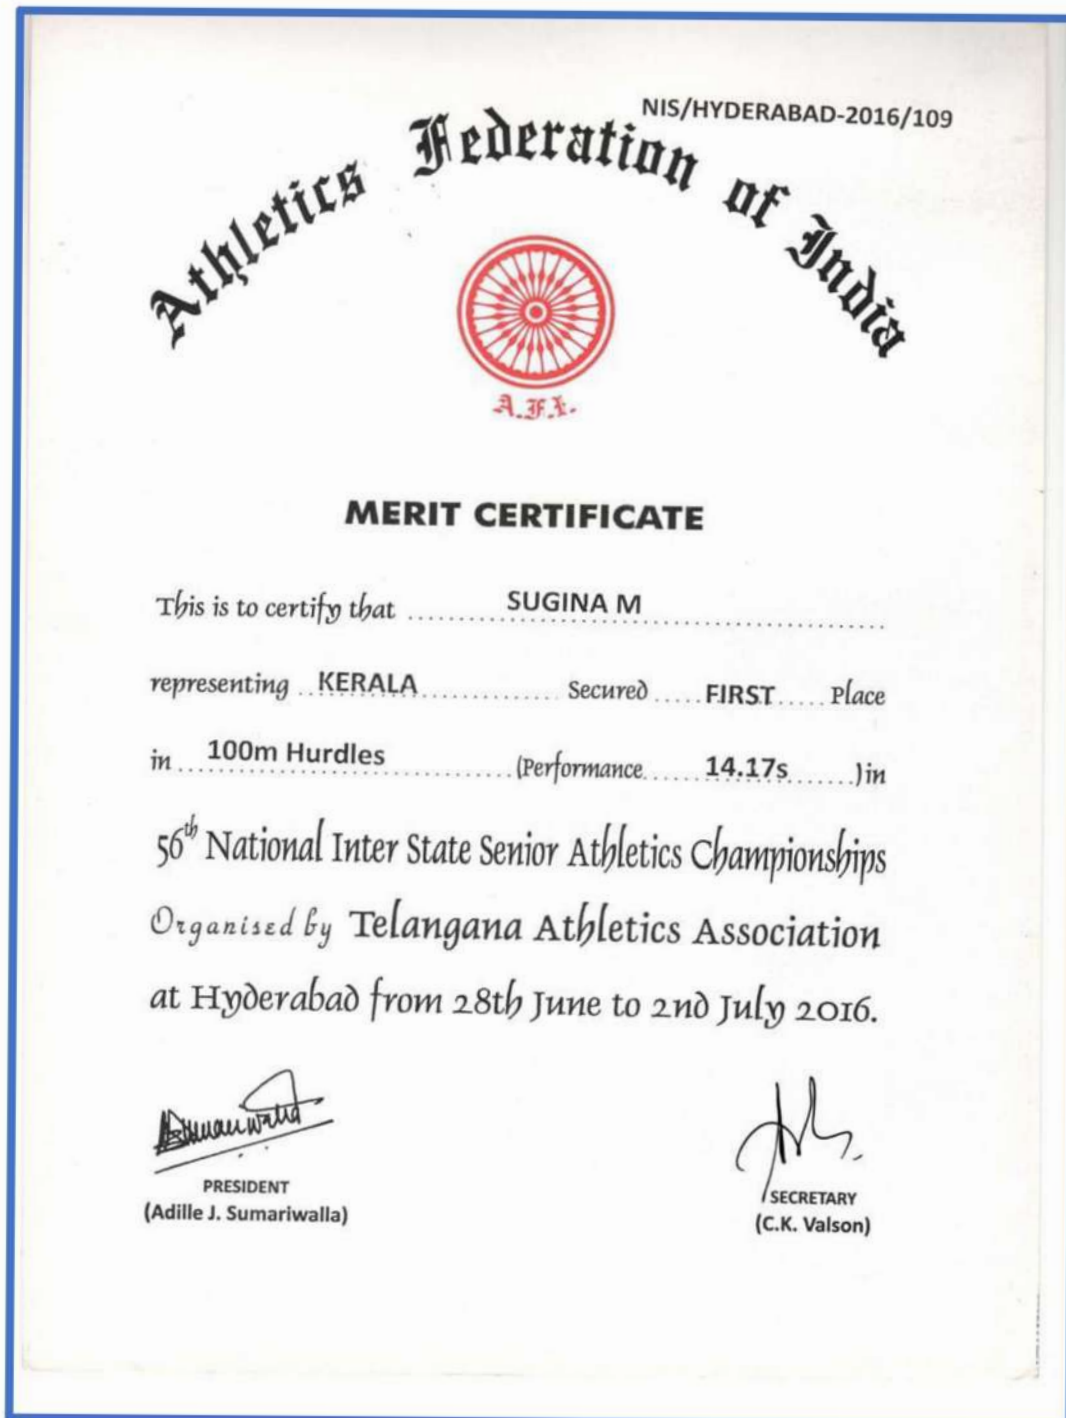 NIS/HYDERABAD-2016/109
Athletics Federation of India
A.F.I.
MERIT CERTIFICATE
This is to certify that SUGINA M
representing KERALA Secured FIRST Place
in 100m Hurdles (Performance 14.17s ) in
56th National Inter State Senior Athletics Championships
Organised by Telangana Athletics Association
at Hyderabad from 28th June to 2nd July 2016.
PRESIDENT
(Adille J. Sumariwalla)
SECRETARY
(C.K. Valson)